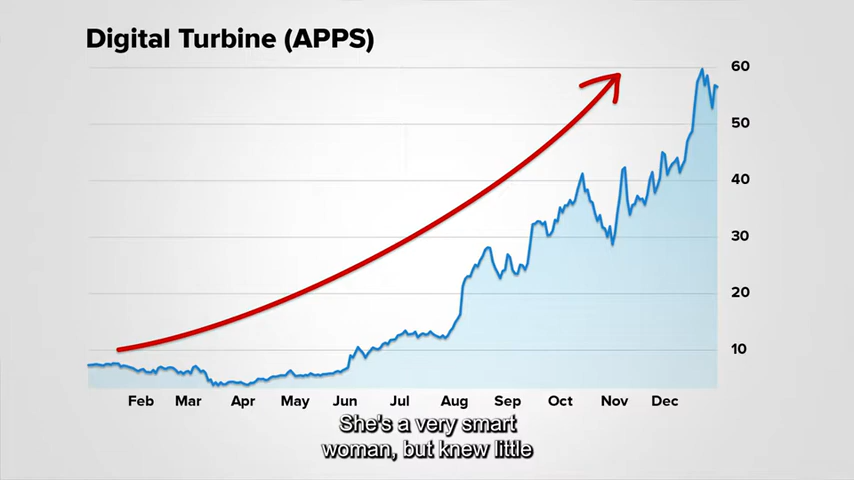 Digital Turbine (APPS)
60
50
40
30
20
10
Feb Mar Apr May Jun Jul Aug Sep Oct Nov Dec
She's a very smart
woman, but knew little